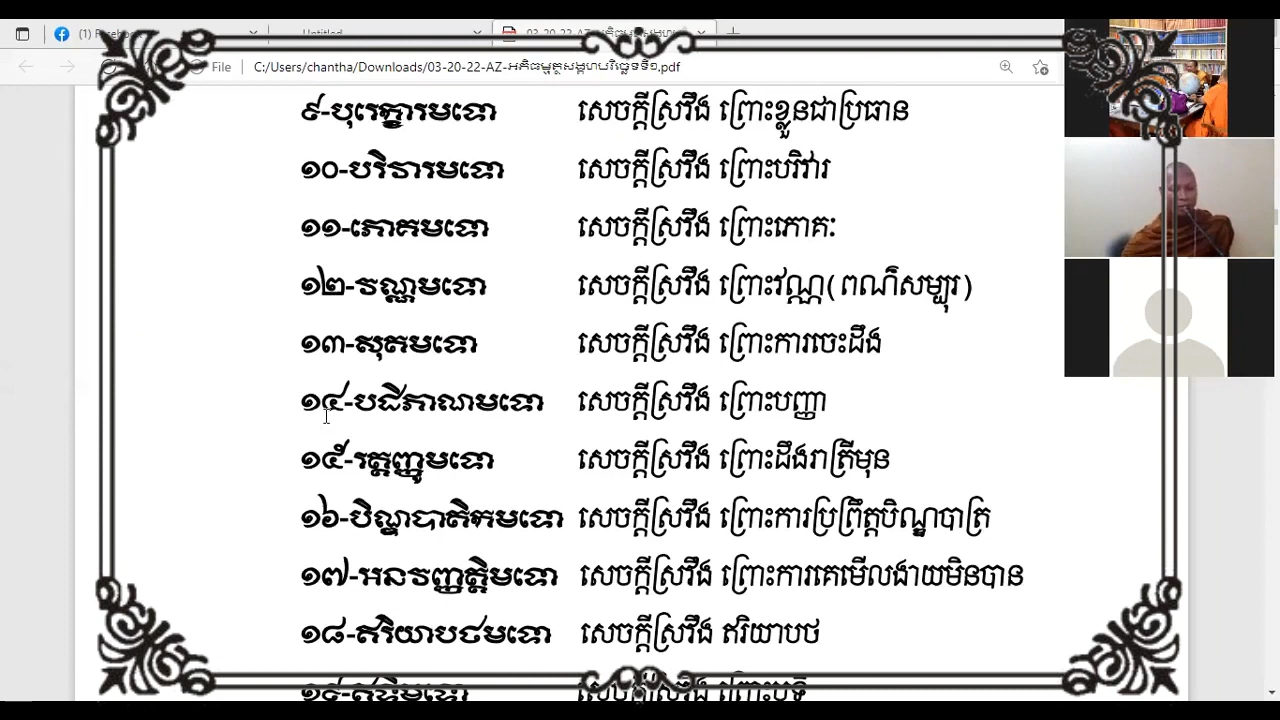 File C:/Users/chantha/Downloads/03-20-22-AZ-អភិធម្មត្ថសង្គហបរិច្ឆេទទី១.pdf
៩-បុរេក្ខារមទោ សេចក្តីស្រវឹង ព្រោះខ្លួនជាប្រធាន
១០-បរិវារមទោ សេចក្តីស្រវឹង ព្រោះបរិវារ
១១-ភោគមទោ សេចក្តីស្រវឹង ព្រោះភោគៈ
១២-វណ្ណមទោ សេចក្តីស្រវឹង ព្រោះវណ្ណ(ពណ៌សម្បុរ)
១៣-សុតមទោ សេចក្តីស្រវឹង ព្រោះការចេះដឹង
១៤-បដិភាណមទោ សេចក្តីស្រវឹង ព្រោះបញ្ញា
១៥-រត្តញ្ញូមទោ សេចក្តីស្រវឹង ព្រោះដឹងរាត្រីមុន
១៦-បិណ្ឌបាតិកមទោ សេចក្តីស្រវឹង ព្រោះការប្រព្រឹត្តបិណ្ឌបាត្រ
១៧-អនវញ្ញត្តិមទោ សេចក្តីស្រវឹង ព្រោះការគេមើលងាយមិនបាន
១៨-ឥរិយាបថមទោ សេចក្តីស្រវឹង ឥរិយាបថ